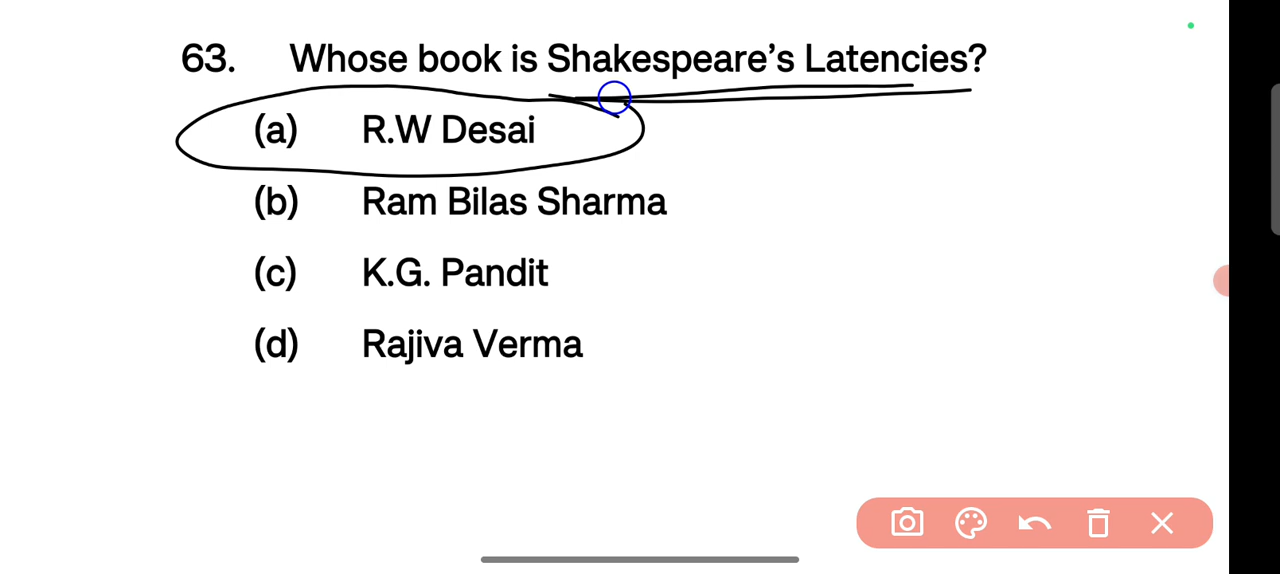 63. Whose book is Shakespeare's Latencies?
(a) R.W Desai
(b) Ram Bilas Sharma
(c) K.G. Pandit
(d) Rajiva Verma